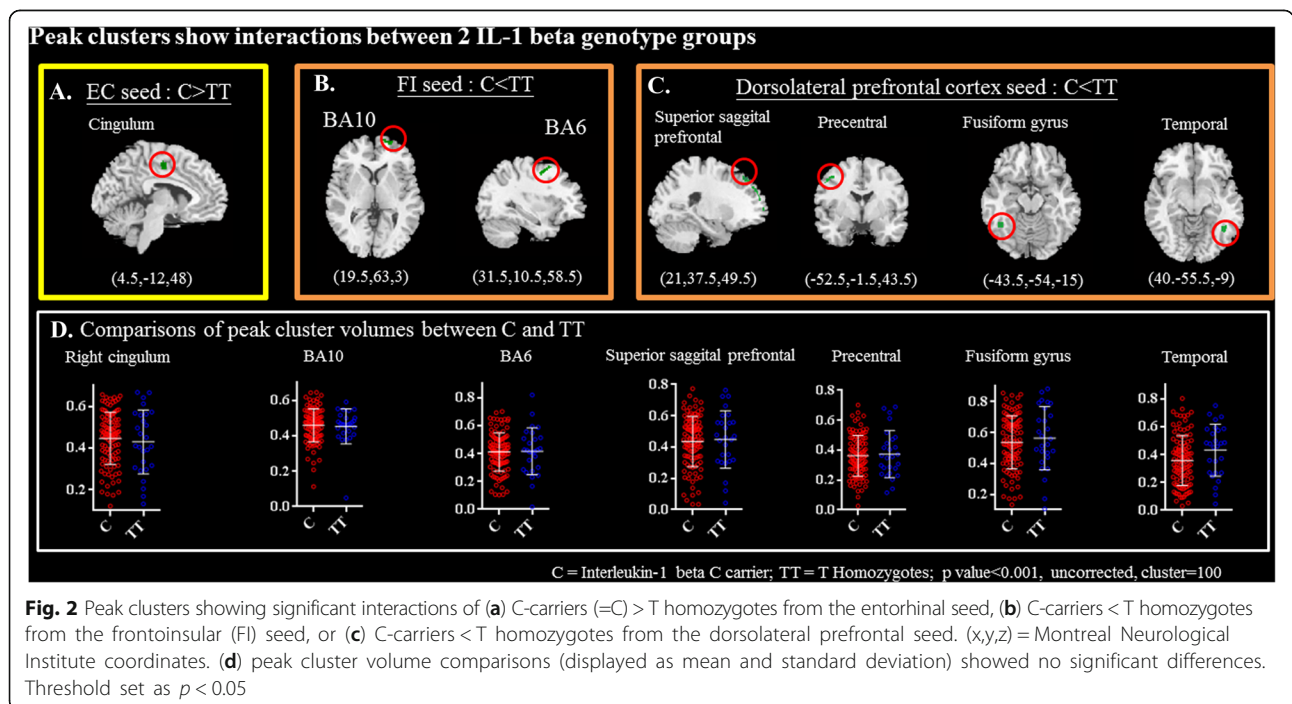 Peak clusters show interactions between 2 IL-1 beta genotype groups
A. EC seed : C>TT
Cingulum
(4.5,-12,48)
B. FI seed : C<TT
BA10 BA6
(19.5,63,3) (31.5,10.5,58.5)
C. Dorsolateral prefrontal cortex seed : C<TT
Superior saggital prefrontal Precentral Fusiform gyrus Temporal
(21,37.5,49.5) (-52.5,-1.5,43.5) (-43.5,-54,-15) (40.-55.5,-9)
D. Comparisons of peak cluster volumes between C and TT
Right cingulum
0.6
0.4
0.2
C TT
BA10
0.6
0.4
0.2
0.0
C TT
BA6
0.8
0.6
0.4
0.2
0.0
C TT
Superior saggital prefrontal
0.8
0.6
0.4
0.2
0.0
C TT
Precentral
0.8
0.6
0.4
0.2
0.0
C TT
Fusiform gyrus
0.8
0.6
0.4
0.2
C TT
Temporal
0.8
0.6
0.4
0.2
0.0
C TT
C = Interleukin-1 beta C carrier; TT = T Homozygotes; p value<0.001, uncorrected, cluster=100
Fig. 2 Peak clusters showing significant interactions of (a) C-carriers (=C) > T homozygotes from the entorhinal seed, (b) C-carriers < T homozygotes
from the frontoinsular (FI) seed, or (c) C-carriers < T homozygotes from the dorsolateral prefrontal seed. (x,y,z) = Montreal Neurological
Institute coordinates. (d) peak cluster volume comparisons (displayed as mean and standard deviation) showed no significant differences.
Threshold set as p < 0.05